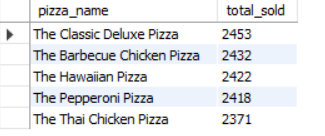 pizza_name total_sold
The Classic Deluxe Pizza 2453
The Barbecue Chicken Pizza 2432
The Hawaiian Pizza 2422
The Pepperoni Pizza 2418
The Thai Chicken Pizza 2371